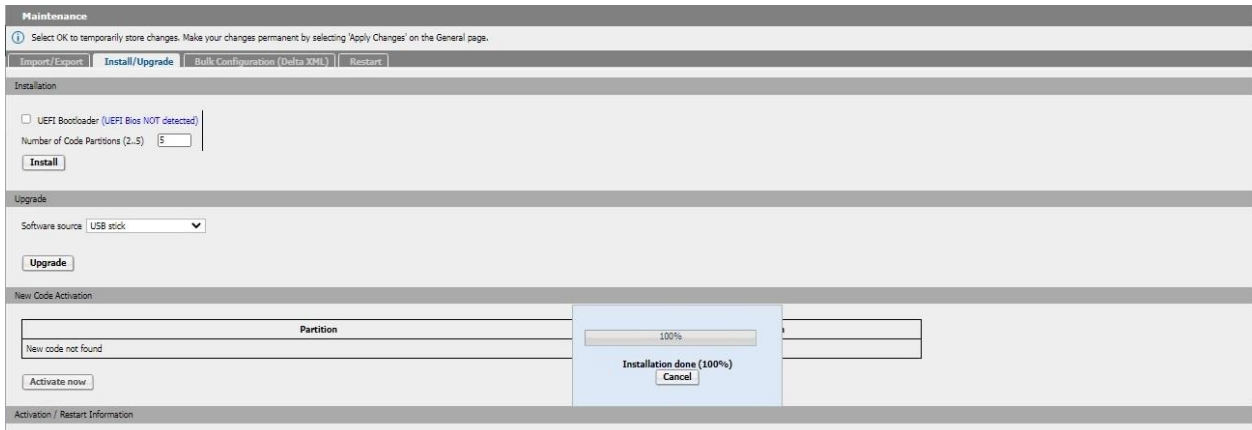 Maintenance
Select OK to temporarily store changes. Make your changes permanent by selecting 'Apply Changes' on the General page.
Import/Export Install/Upgrade Bulk Configuration (Delta XML) Restart
Installation
UEFI Bootloader (UEFI Bios NOT detected)
Number of Code Partitions (2..5) 5
Install
Upgrade
Software source USB stick
Upgrade
New Code Activation
Partition
New code not found
100%
Installation done (100%)
Cancel
Activate now
Activation / Restart Information